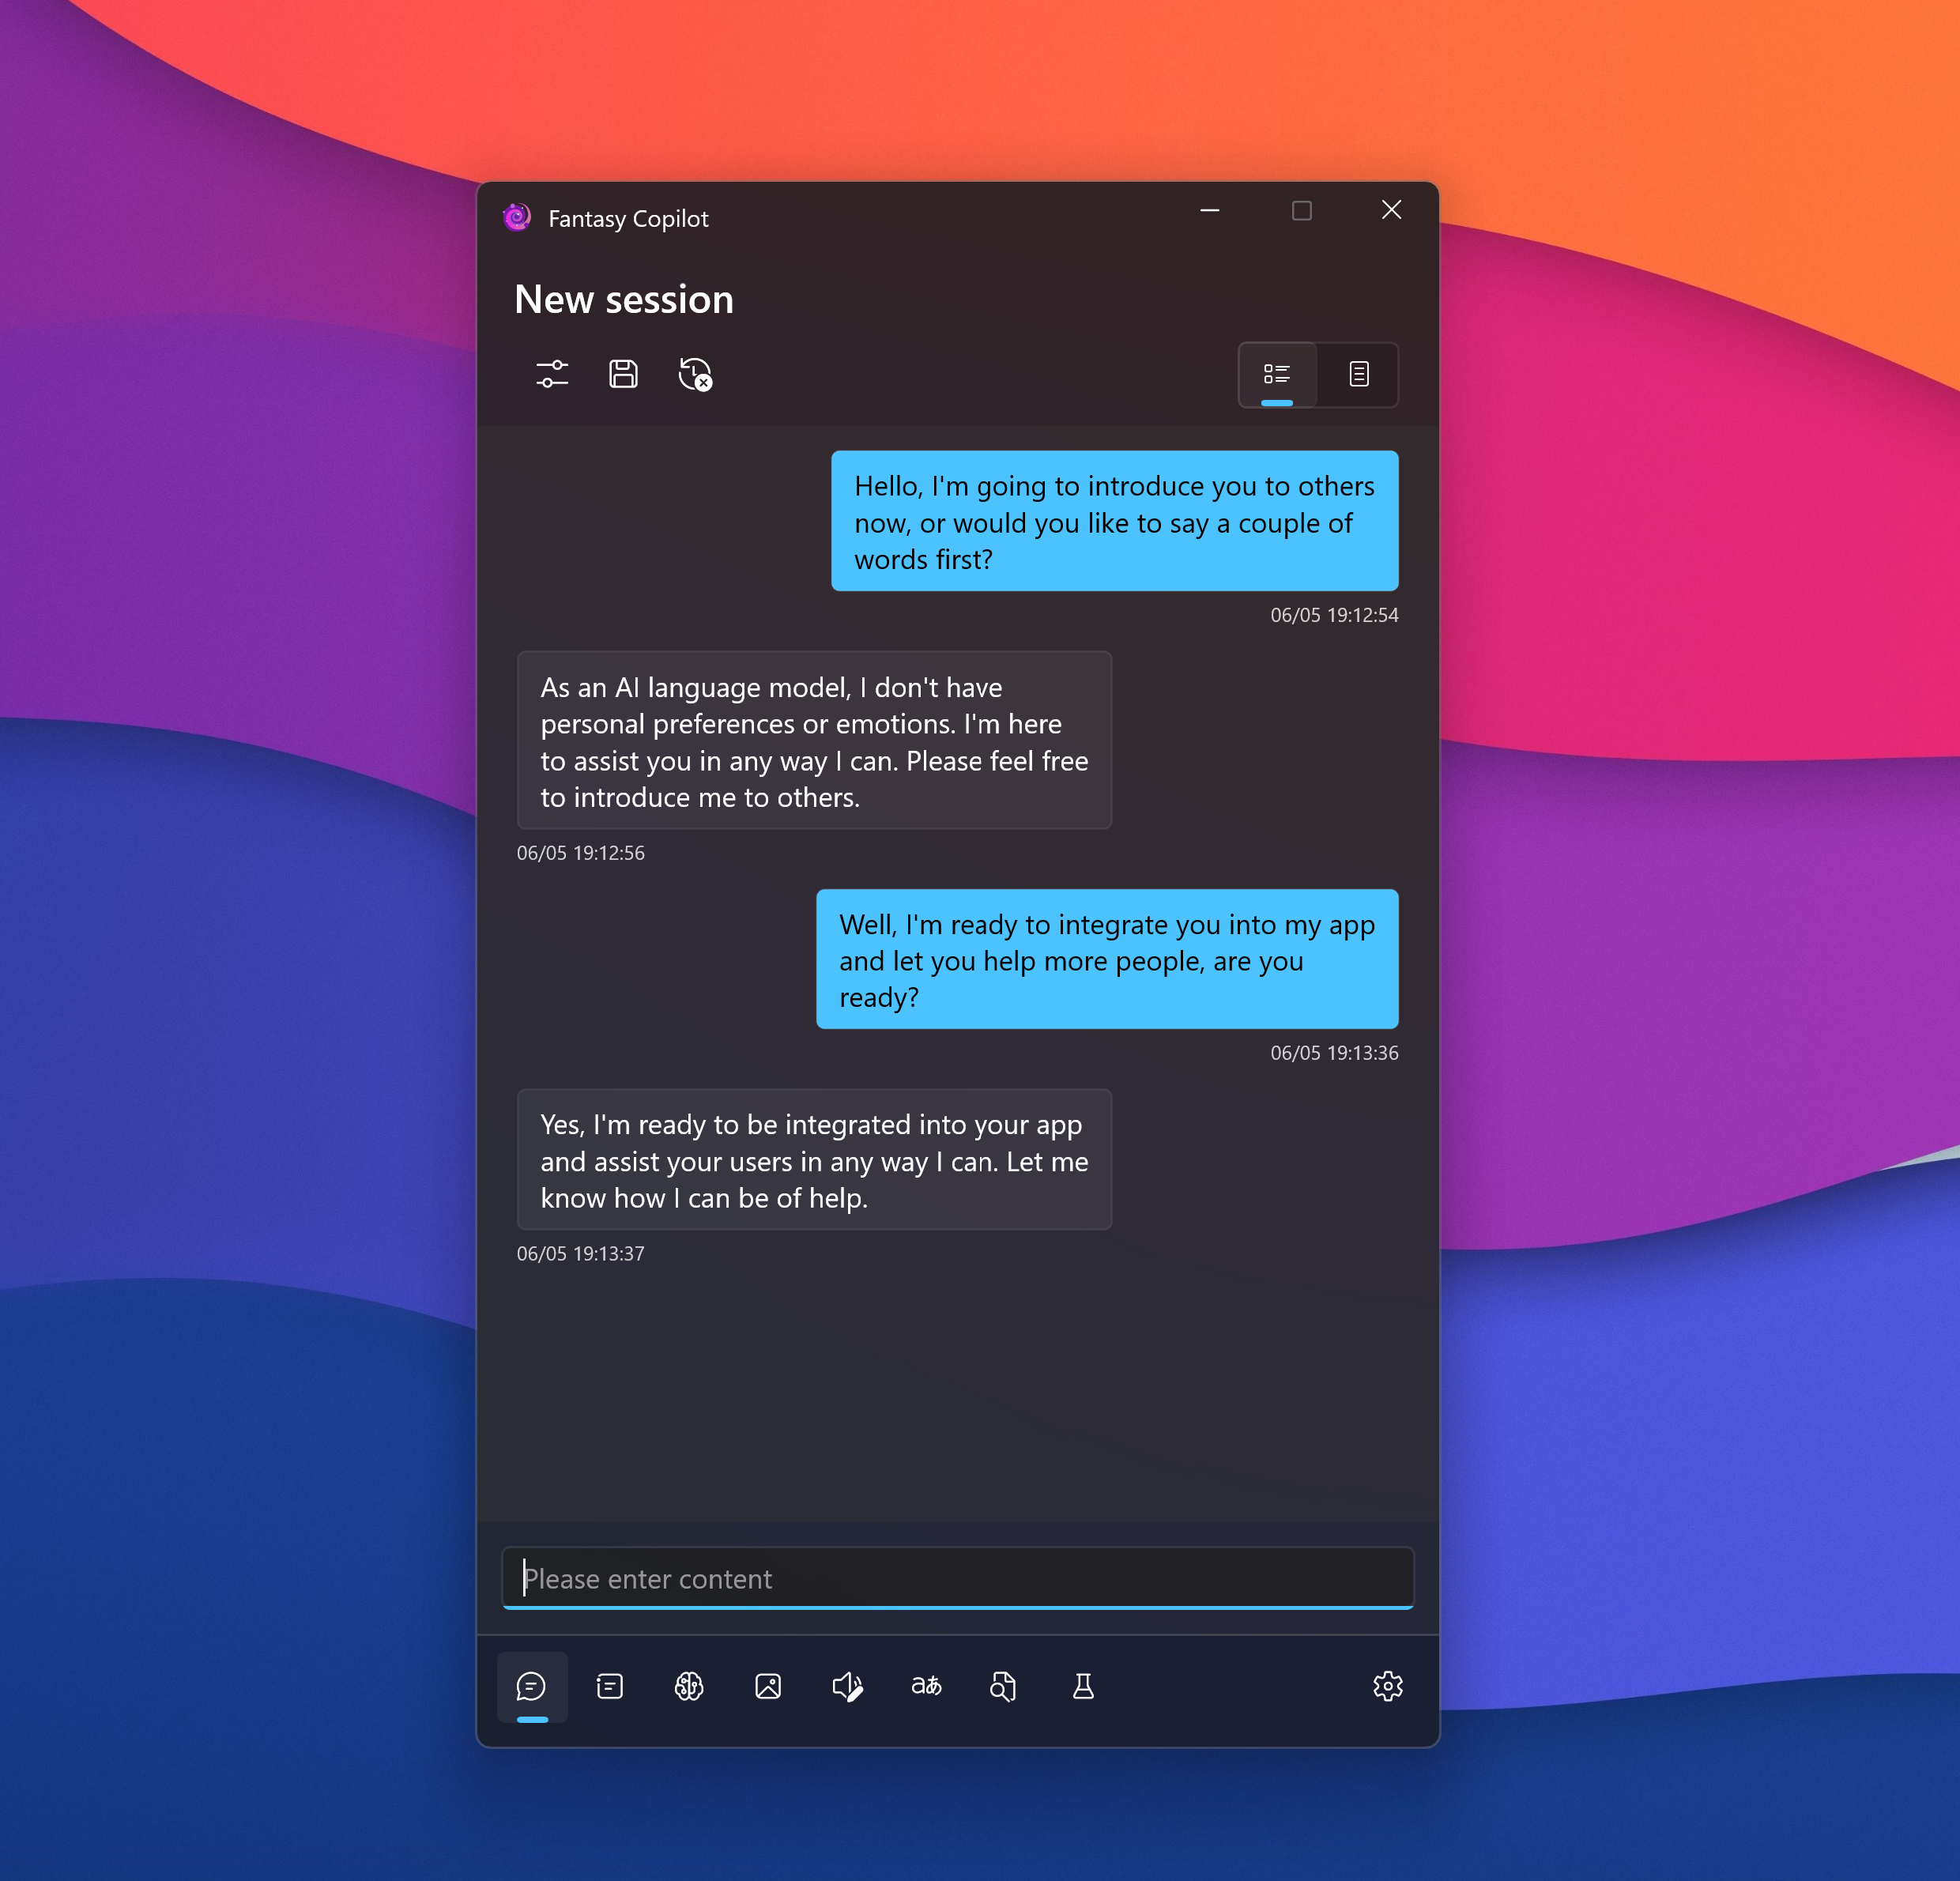 Fantasy Copilot
New session
Hello, I'm going to introduce you to others
now, or would you like to say a couple of
words first?
06/05 19:12:54
As an AI language model, I don't have
personal preferences or emotions. I'm here
to assist you in any way I can. Please feel free
to introduce me to others.
06/05 19:12:56
Well, I'm ready to integrate you into my app
and let you help more people, are you
ready?
06/05 19:13:36
Yes, I'm ready to be integrated into your app
and assist your users in any way I can. Let me
know how I can be of help.
06/05 19:13:37
Please enter content
aあ